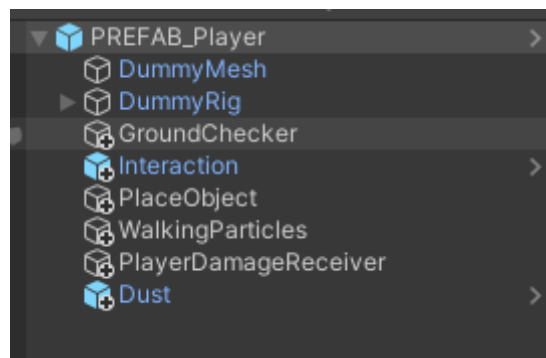 PREFAB_Player
DummyMesh
DummyRig
GroundChecker
Interaction
PlaceObject
WalkingParticles
PlayerDamageReceiver
Dust